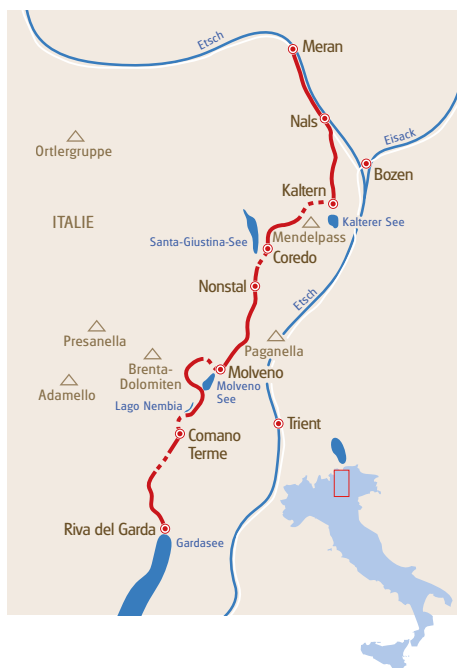 Etsch
Meran
Nals
Eisack
Ortlergruppe
Bozen
Kaltern
ITALIE
Kalterer See
Mendelpass
Santa-Giustina-See
Coredo
Nonstal
Etsch
Presanella
Paganella
Brenta-
Dolomiten
Molveno
Adamello
Molveno
See
Lago Nembia
Trient
Comano
Terme
Riva del Garda
Gardasee